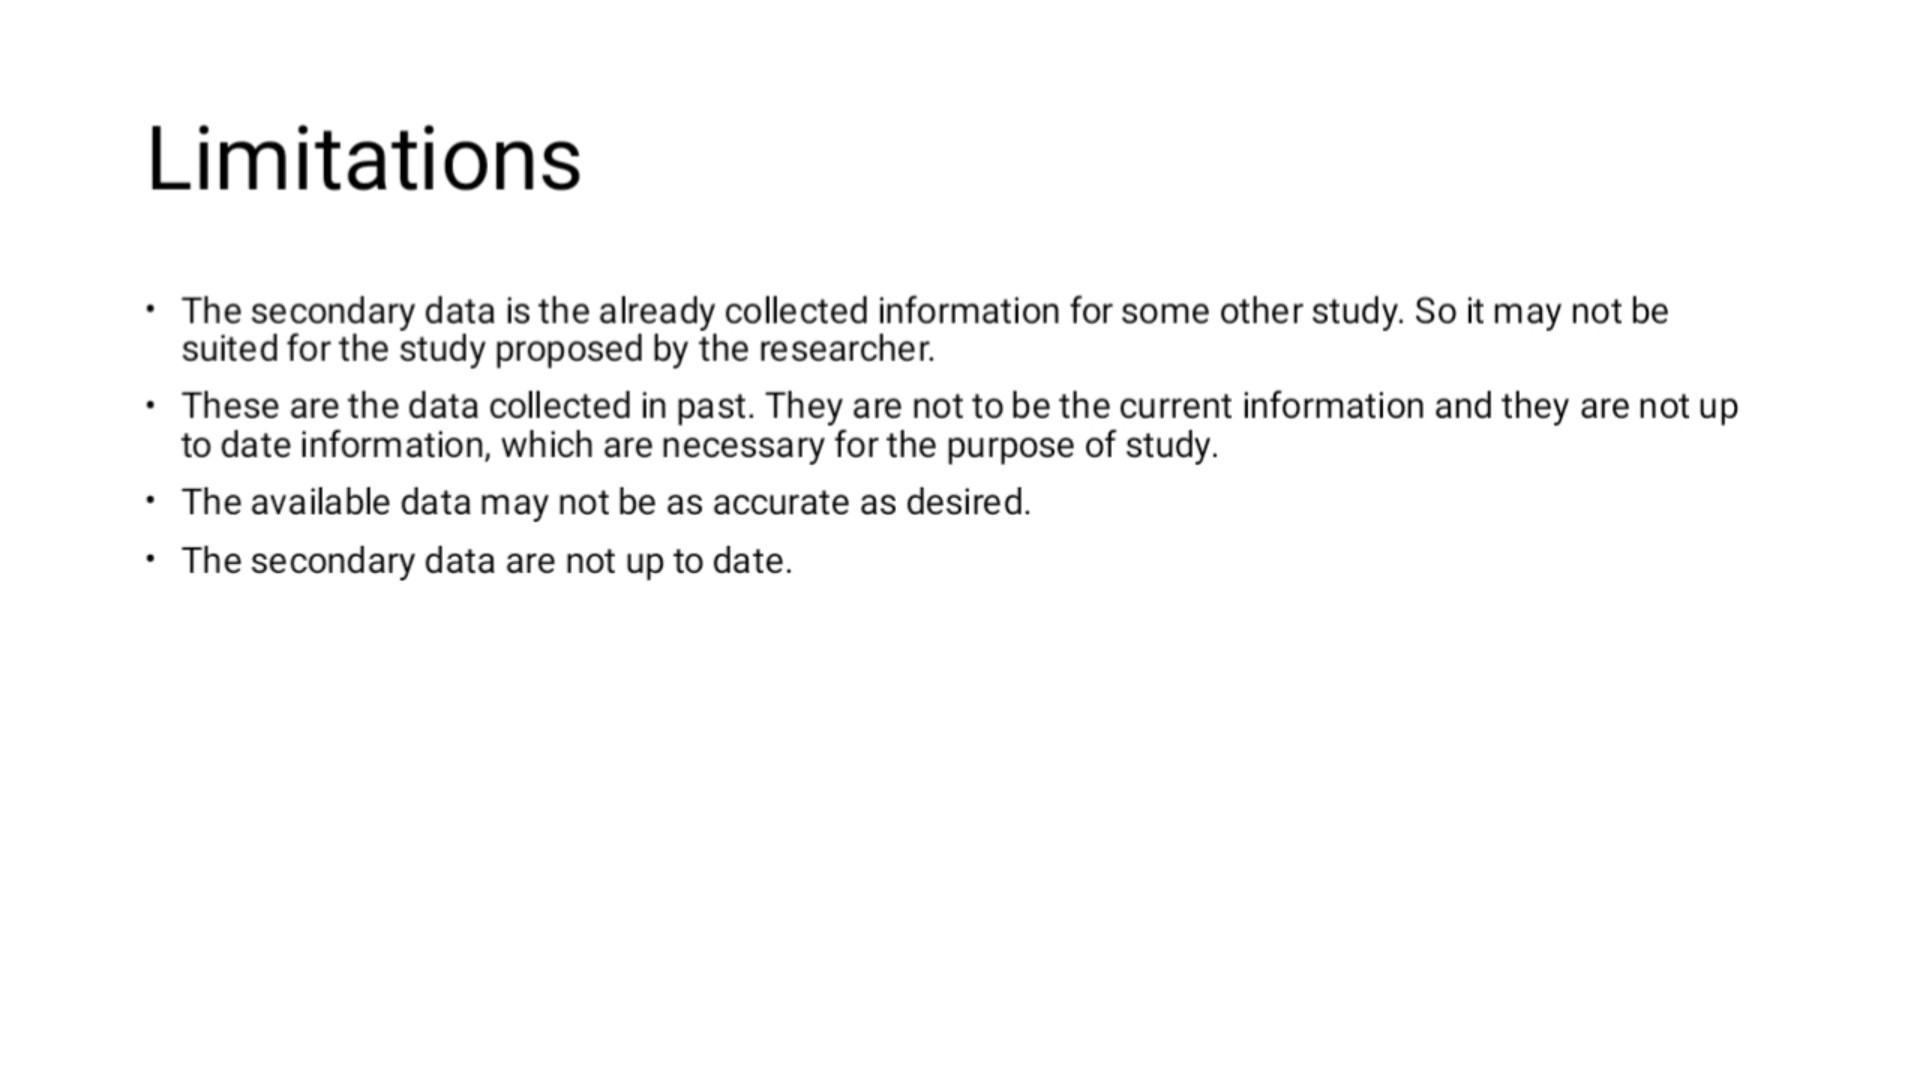 Limitations
• The secondary data is the already collected information for some other study. So it may not be
suited for the study proposed by the researcher.
• These are the data collected in past. They are not to be the current information and they are not up
to date information, which are necessary for the purpose of study.
• The available data may not be as accurate as desired.
• The secondary data are not up to date.